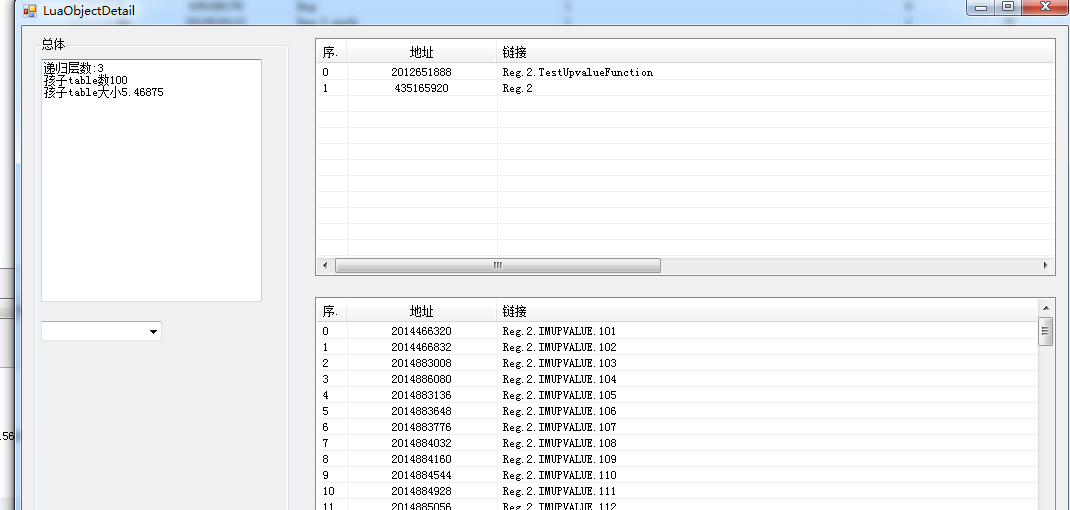 LuaObjectDetail
总体
递归层数:3
孩子table数100
孩子table大小5.46875
序. 地址 链接
0 2012651888 Reg.2.TestUpvalueFunction
1 435165920 Reg.2
序. 地址 链接
0 2014466320 Reg.2.IMUPVALUE.101
1 2014466832 Reg.2.IMUPVALUE.102
2 2014883008 Reg.2.IMUPVALUE.103
3 2014886080 Reg.2.IMUPVALUE.104
4 2014883136 Reg.2.IMUPVALUE.105
5 2014883648 Reg.2.IMUPVALUE.106
6 2014883776 Reg.2.IMUPVALUE.107
7 2014884032 Reg.2.IMUPVALUE.108
8 2014884160 Reg.2.IMUPVALUE.109
9 2014884544 Reg.2.IMUPVALUE.110
10 2014884928 Reg.2.IMUPVALUE.111
11 2014885056 Reg.2.IMUPVALUE.112
.56